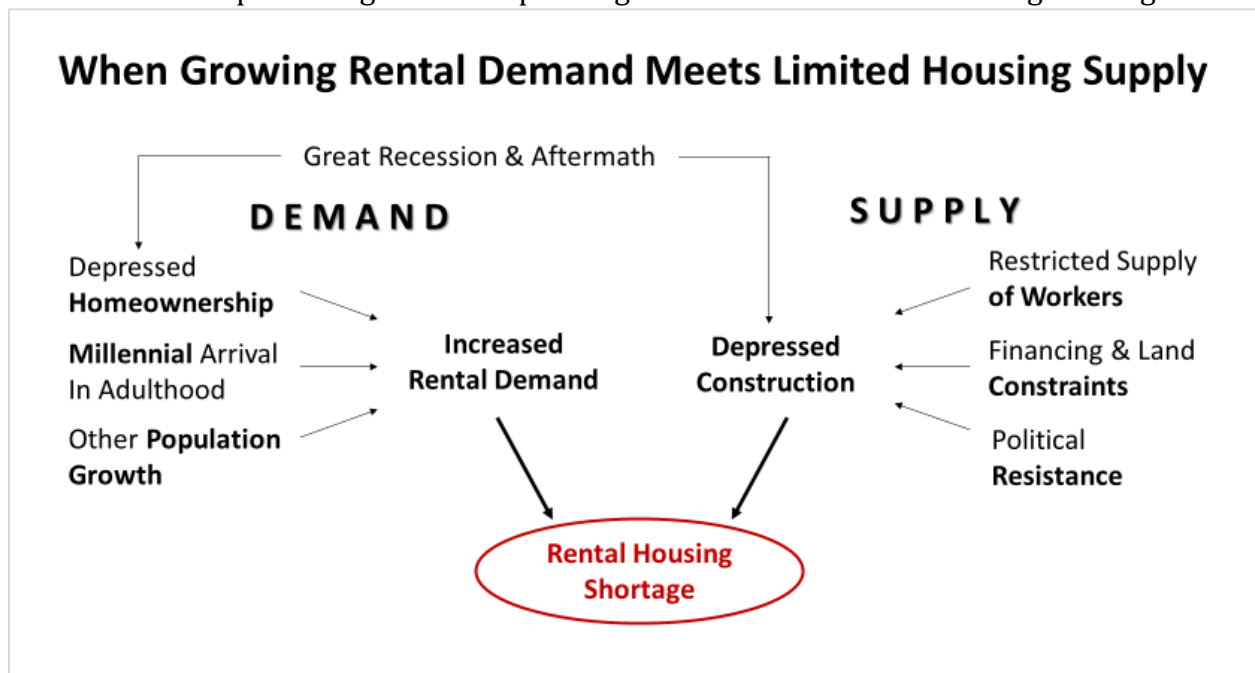 When Growing Rental Demand Meets Limited Housing Supply
Great Recession & Aftermath
DEMAND
SUPPLY
Depressed
Homeownership
Millennial Arrival
In Adulthood
Other Population
Growth
Increased
Rental Demand
Depressed
Construction
Restricted Supply
of Workers
Financing & Land
Constraints
Political
Resistance
Rental Housing
Shortage